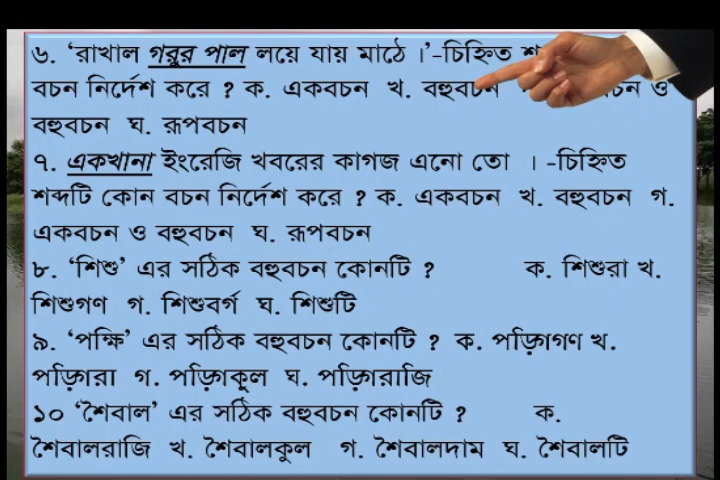 ৬. ‘রাখাল গরুর পাল লয়ে যায় মাঠে ।’-চিহ্নিত
বচন নির্দেশ করে ? ক. একবচন খ. বহুবচন ও
বহুবচন ঘ. রূপবচন
৭. একখানা ইংরেজি খবরের কাগজ এনো তো । -চিহ্নিত
শব্দটি কোন বচন নির্দেশ করে ? ক. একবচন খ. বহুবচন গ.
একবচন ও বহুবচন ঘ. রূপবচন
৮. ‘শিশু’ এর সঠিক বহুবচন কোনটি ? ক. শিশুরা খ.
শিশুগণ গ. শিশুবর্গ ঘ. শিশুটি
৯. ‘পক্ষি’ এর সঠিক বহুবচন কোনটি ? ক. পড়্গিগণ খ.
পড়্গিরা গ. পড়্গিকুল ঘ. পড়্গিরাজি
১০ ‘শৈবাল’ এর সঠিক বহুবচন কোনটি ? ক.
শৈবালরাজি খ. শৈবালকুল গ. শৈবালদাম ঘ. শৈবালটি